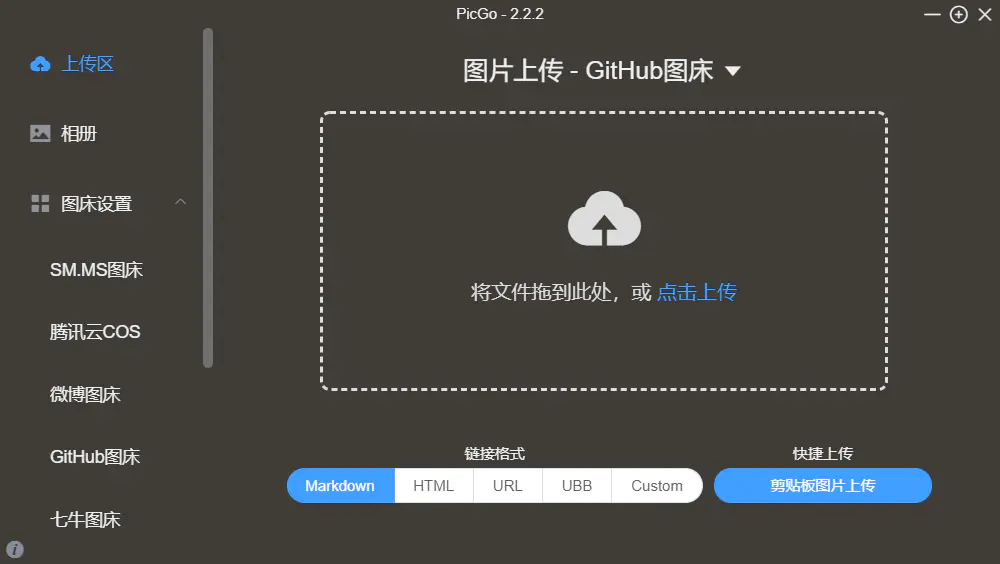 PicGo - 2.2.2
上传区
相册
图床设置
SM.MS图床
腾讯云COS
微博图床
GitHub图床
七牛图床
图片上传 - GitHub图床
将文件拖到此处，或 点击上传
链接格式
Markdown HTML URL UBB Custom
快捷上传
剪贴板图片上传